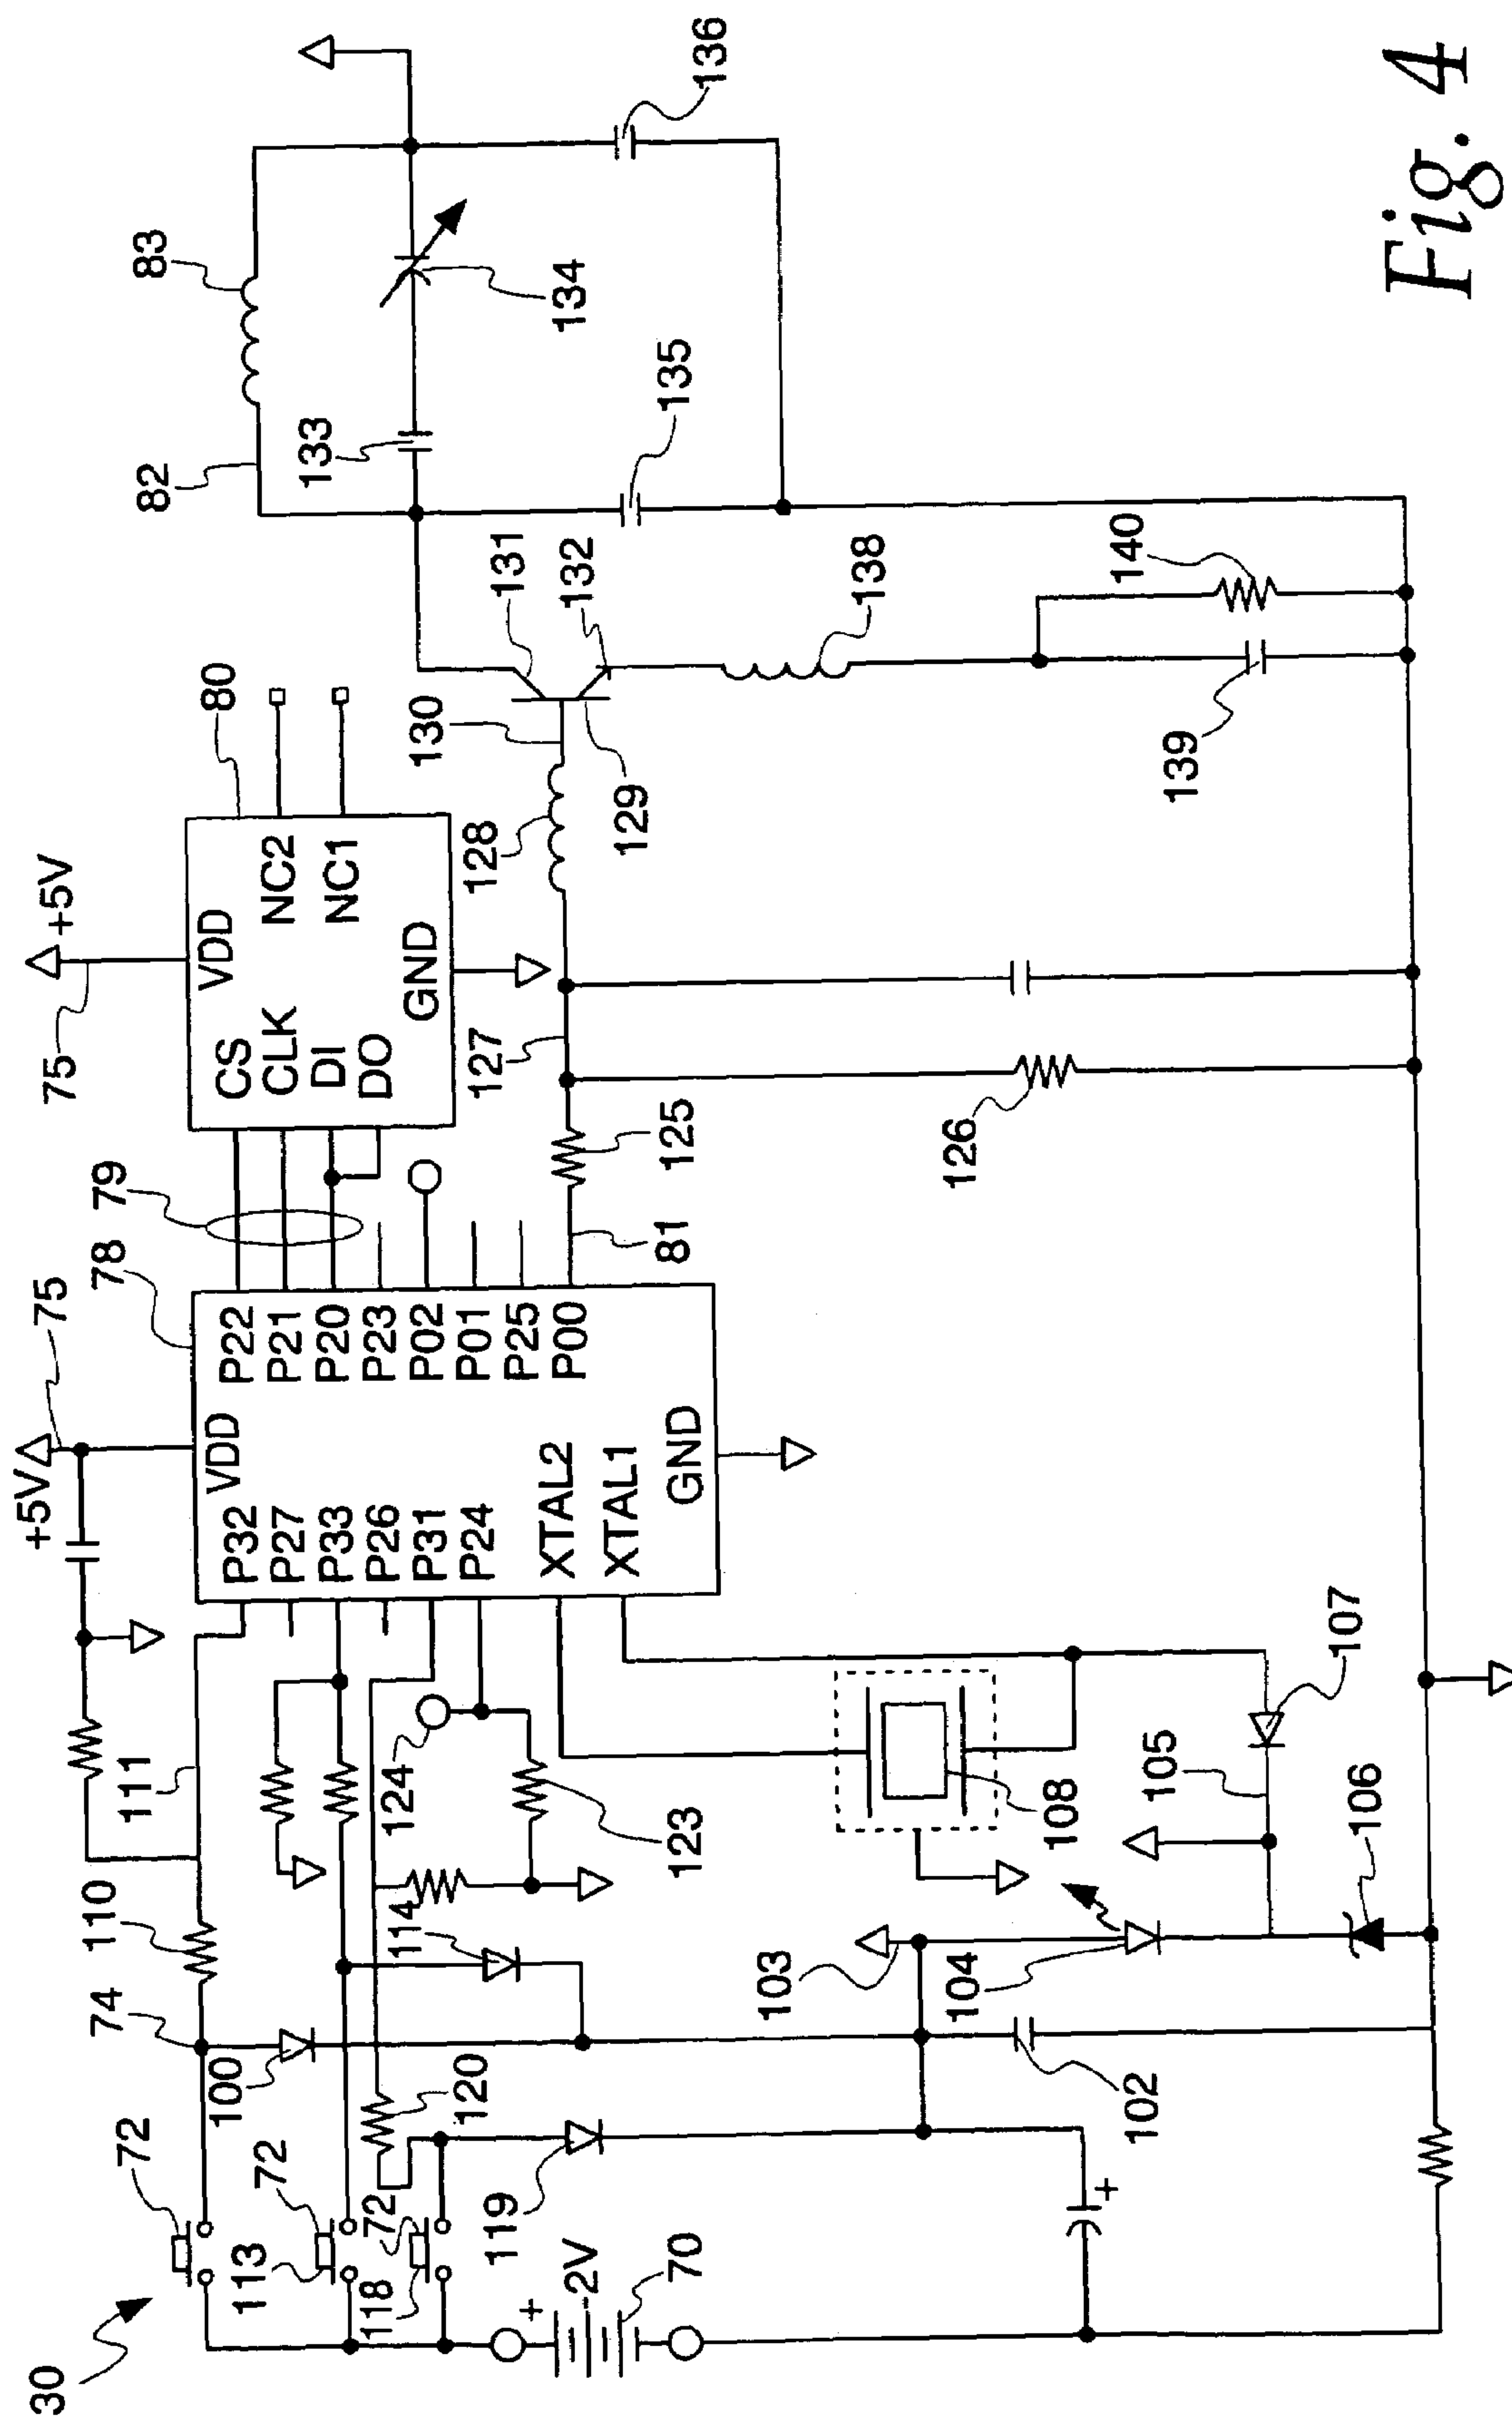 30
72
74
110
111
+5V
75
78
79
75
+5V
80
82
83
113
72
100
P32
VDD
P22
P27
P21
P33
P20
P26
P23
P31
P02
P24
P01
P25
P00
XTAL2
XTAL1
GND
CS
VDD
CLK
NC2
DI
NC1
DO
GND
133
134
118
72
120
114
124
123
81
125
127
128
130
129
131
132
135
136
+
-2V
70
119
103
104
108
126
138
+
102
105
106
107
139
140
Fig. 4